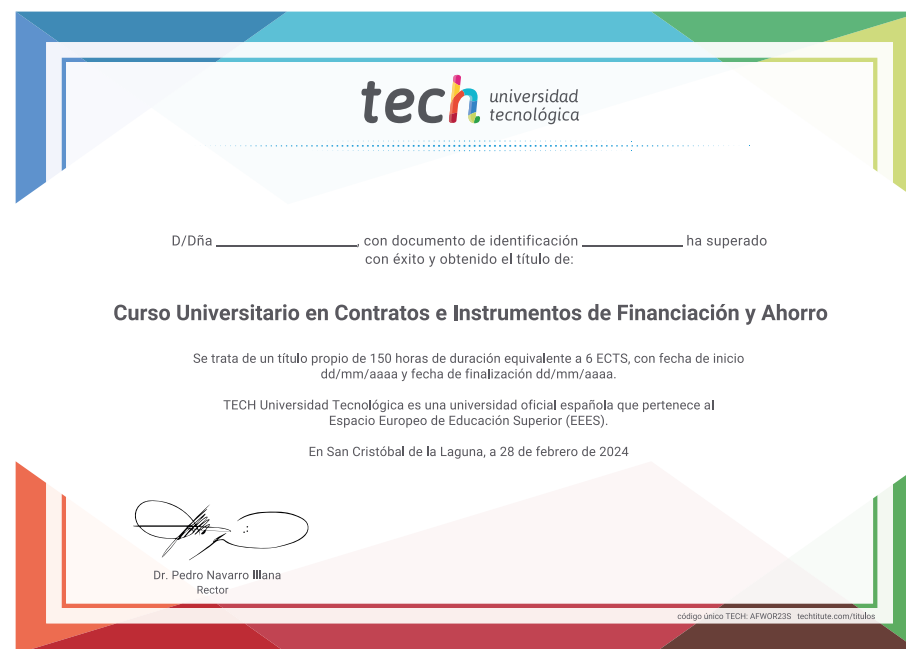 tech universidad
tecnológica
D/Dña ____________, con documento de identificación ____________ ha superado
con éxito y obtenido el título de:
Curso Universitario en Contratos e Instrumentos de Financiación y Ahorro
Se trata de un título propio de 150 horas de duración equivalente a 6 ECTS, con fecha de inicio
dd/mm/aaaa y fecha de finalización dd/mm/aaaa.
TECH Universidad Tecnológica es una universidad oficial española que pertenece al
Espacio Europeo de Educación Superior (EEES).
En San Cristóbal de la Laguna, a 28 de febrero de 2024
Dr. Pedro Navarro Illana
Rector
código único TECH: AFWOR23S techtitute.com/titulos